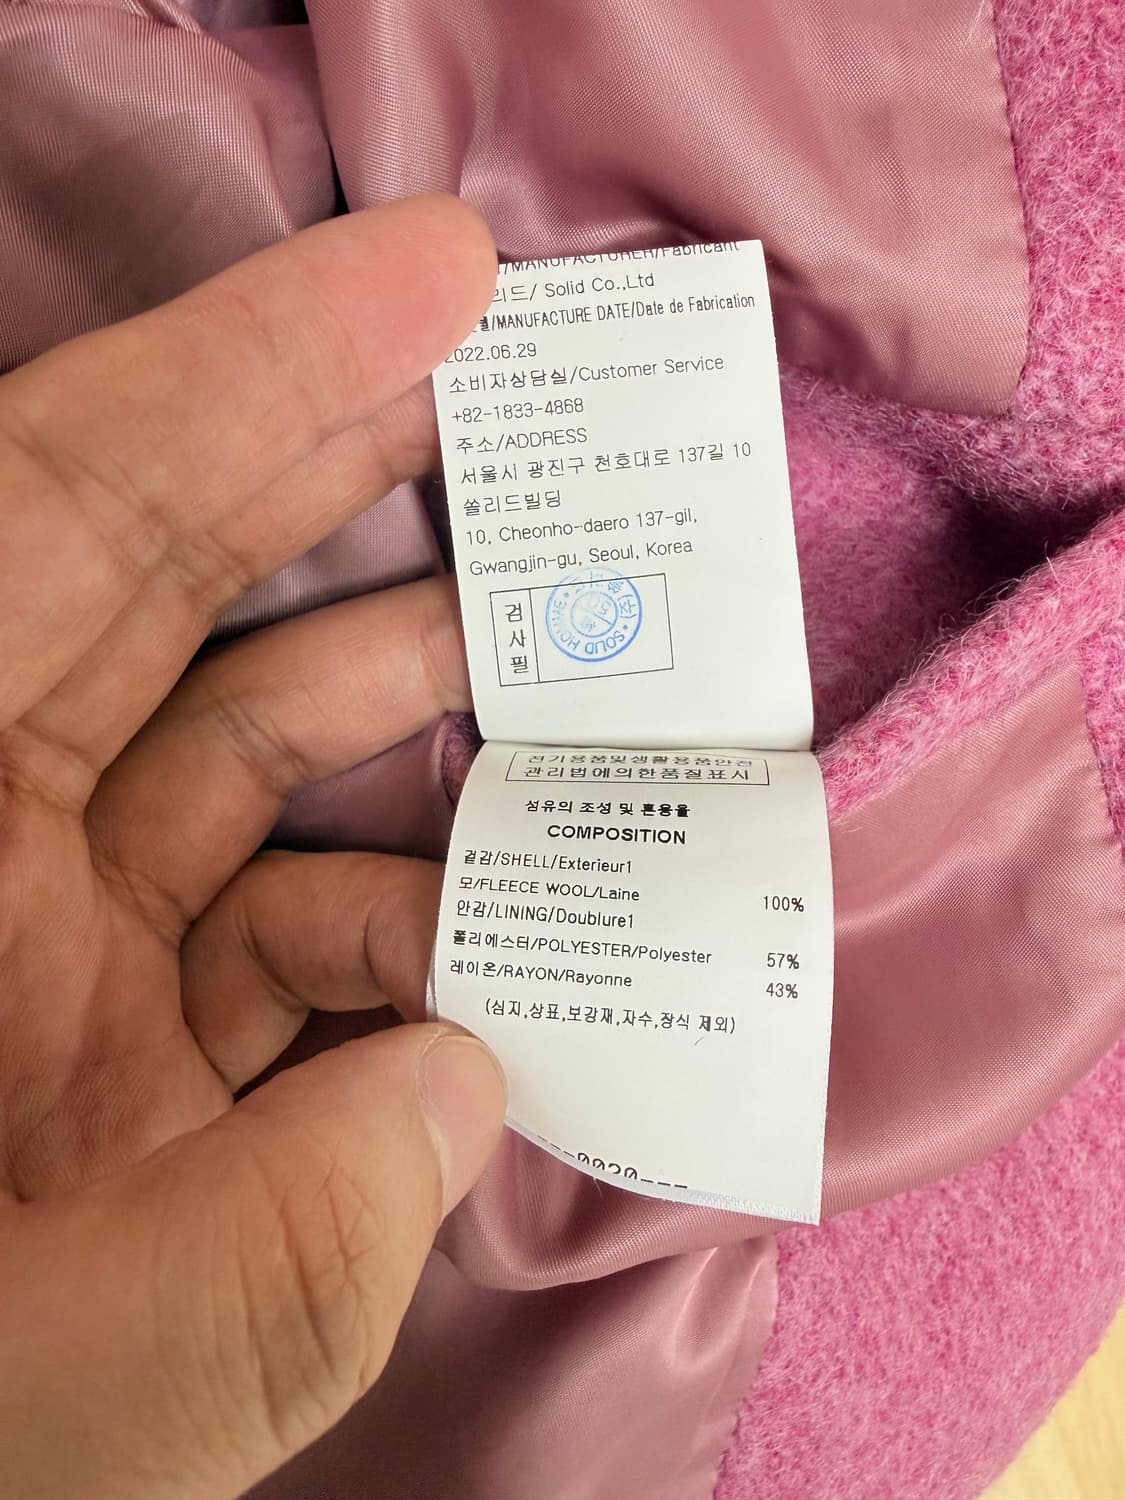 /MANUFACTURER/Fabricant
리드/ Solid Co.,Ltd
월/MANUFACTURE DATE/Date de Fabrication
2022.06.29
소비자상담실/Customer Service
+82-1833-4868
주소/ADDRESS
서울시 광진구 천호대로 137길 10
쏠리드빌딩
10, Cheonho-daero 137-gil,
Gwangjin-gu, Seoul, Korea
검사필
SOLID HOMME
전기용품및생활용품안전
관리법에의한품질표시
섬유의 조성 및 혼용율
COMPOSITION
겉감/SHELL/Exterieur1
모/FLEECE WOOL/Laine 100%
안감/LINING/Doublure1
폴리에스터/POLYESTER/Polyester 57%
레이온/RAYON/Rayonne 43%
(심지,상표,보강재,자수,장식 제외)
---0020---